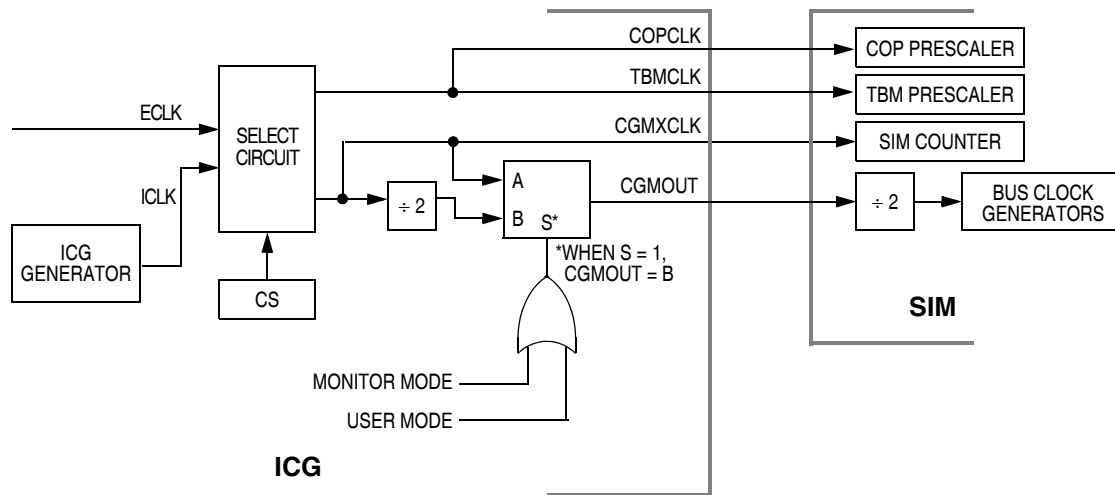 COPCLK
COP PRESCALER
TBMCLK
TBM PRESCALER
ECLK
SELECT
CIRCUIT
CGMXCLK
SIM COUNTER
ICLK
÷ 2
A
B
S*
CGMOUT
÷ 2
BUS CLOCK
GENERATORS
ICG
GENERATOR
*WHEN S = 1,
CGMOUT = B
CS
SIM
MONITOR MODE
USER MODE
ICG